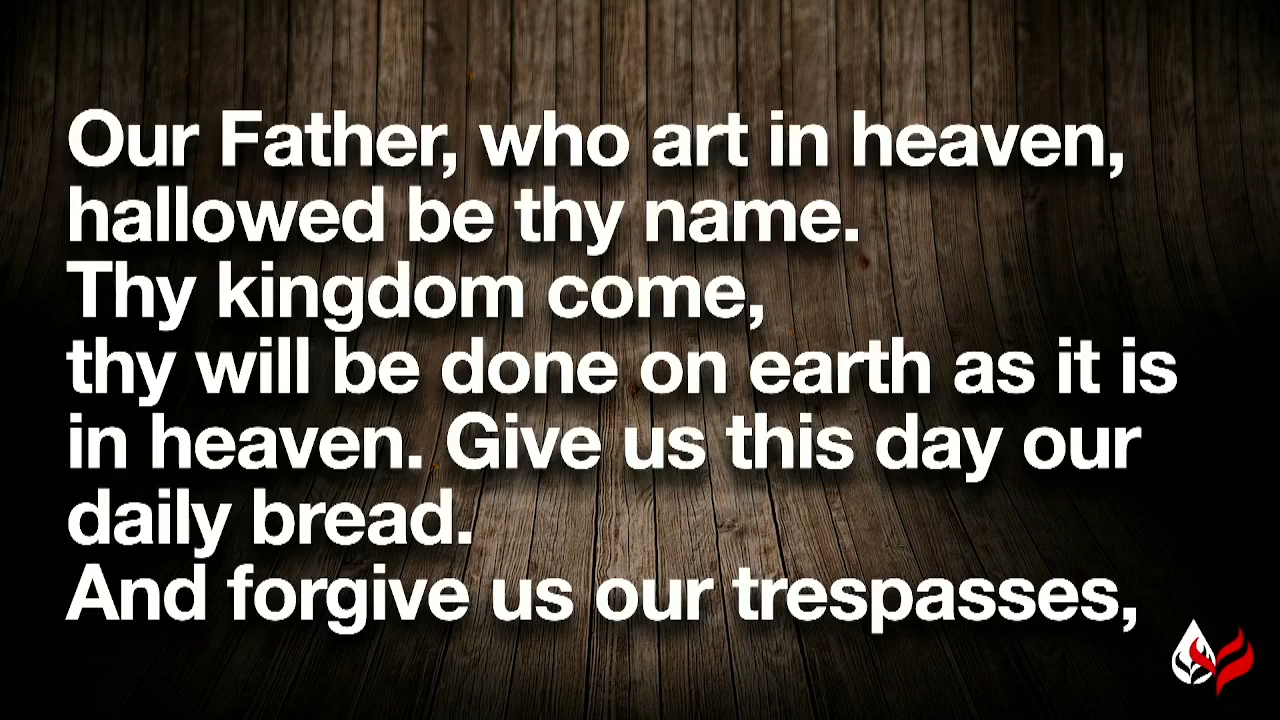 Our Father, who art in heaven,
hallowed be thy name.
Thy kingdom come,
thy will be done on earth as it is
in heaven. Give us this day our
daily bread.
And forgive us our trespasses,